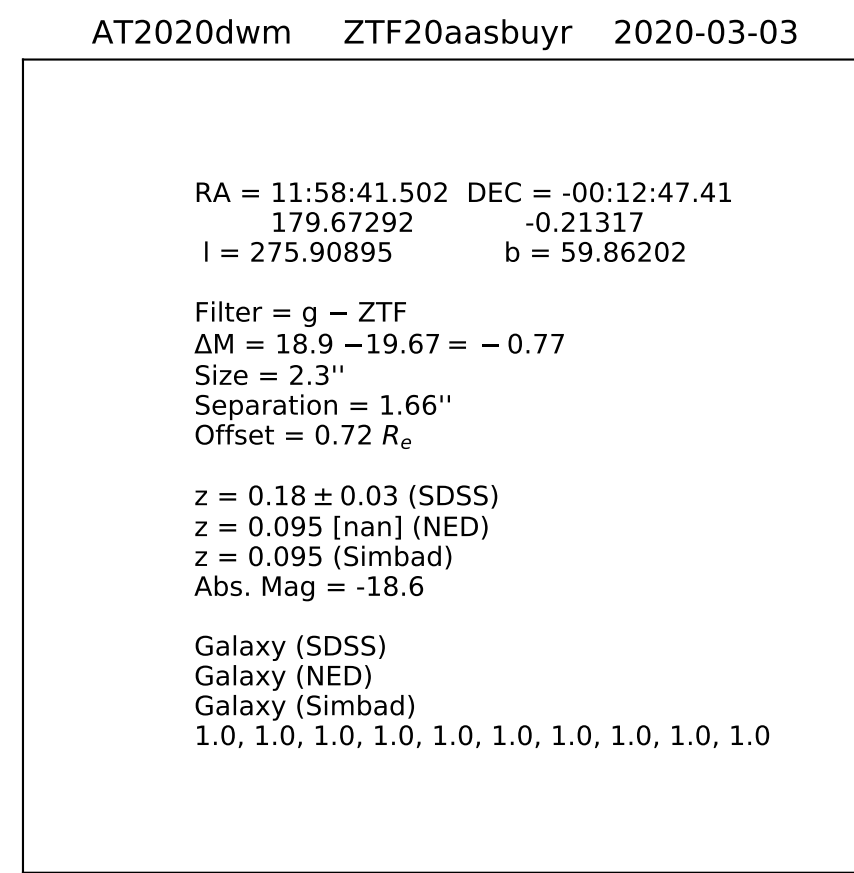 AT2020dwm ZTF20aasbuyr 2020-03-03
RA = 11:58:41.502 DEC = -00:12:47.41
179.67292 -0.21317
l = 275.90895 b = 59.86202
Filter = g − ZTF
ΔM = 18.9 −19.67 = − 0.77
Size = 2.3''
Separation = 1.66''
Offset = 0.72 Re
z = 0.18 ± 0.03 (SDSS)
z = 0.095 [nan] (NED)
z = 0.095 (Simbad)
Abs. Mag = -18.6
Galaxy (SDSS)
Galaxy (NED)
Galaxy (Simbad)
1.0, 1.0, 1.0, 1.0, 1.0, 1.0, 1.0, 1.0, 1.0, 1.0